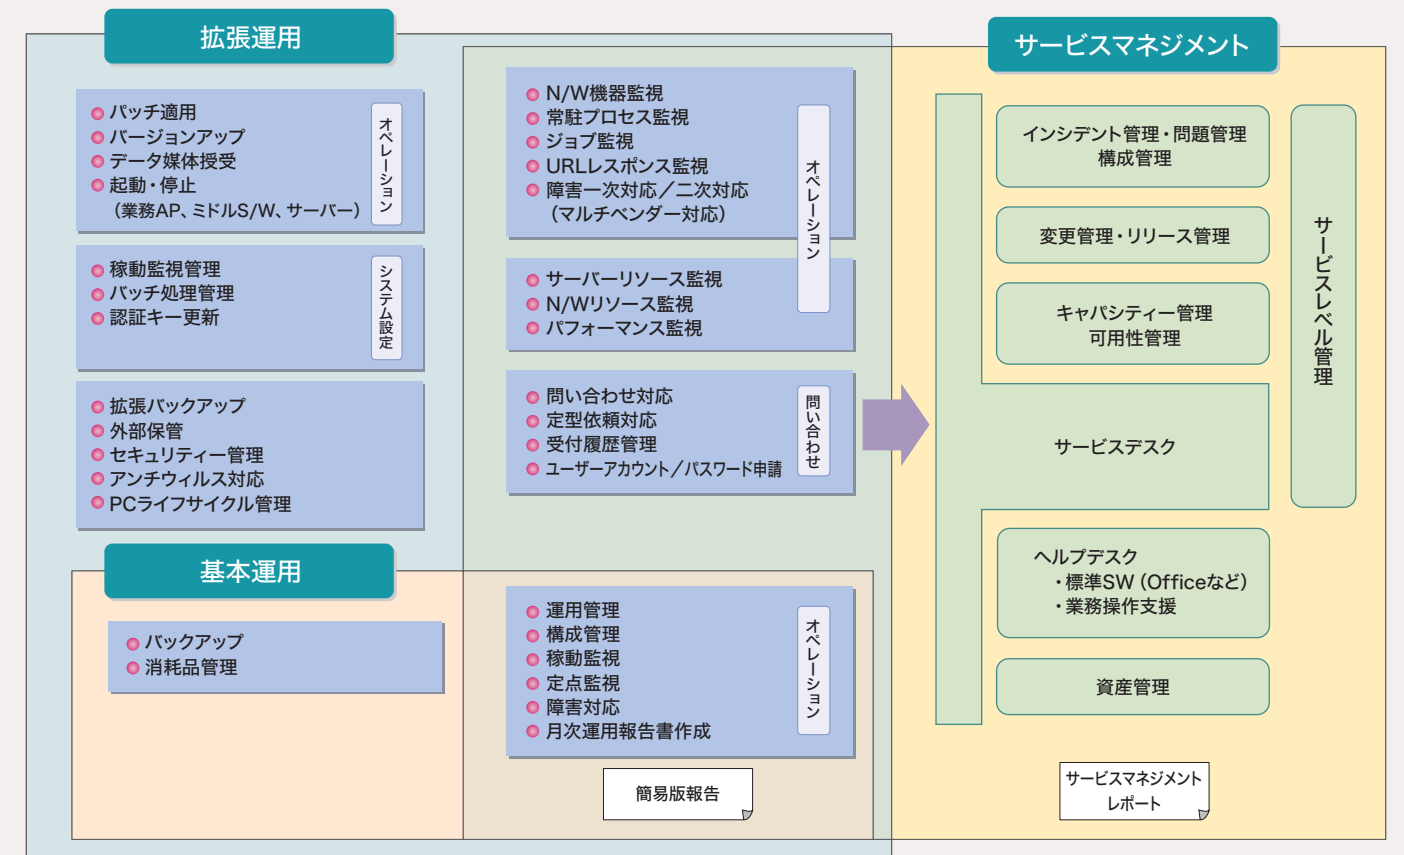 拡張運用
パッチ適用
バージョンアップ
データ媒体授受
起動・停止
（業務AP、ミドルS/W、サーバー）
オペレーション
稼動監視管理
バッチ処理管理
認証キー更新
システム設定
拡張バックアップ
外部保管
セキュリティー管理
アンチウィルス対応
PCライフサイクル管理
N/W機器監視
常駐プロセス監視
ジョブ監視
URLレスポンス監視
障害一次対応／二次対応
（マルチベンダー対応）
サーバーリソース監視
N/Wリソース監視
パフォーマンス監視
オペレーション
問い合わせ対応
定型依頼対応
受付履歴管理
ユーザーアカウント／パスワード申請
問い合わせ
基本運用
バックアップ
消耗品管理
運用管理
構成管理
稼動監視
定点監視
障害対応
月次運用報告書作成
オペレーション
簡易版報告
サービスマネジメント
インシデント管理・問題管理
構成管理
変更管理・リリース管理
キャパシティー管理
可用性管理
サービスデスク
ヘルプデスク
・標準SW（Officeなど）
・業務操作支援
資産管理
サービスレベル管理
サービスマネジメント
レポート